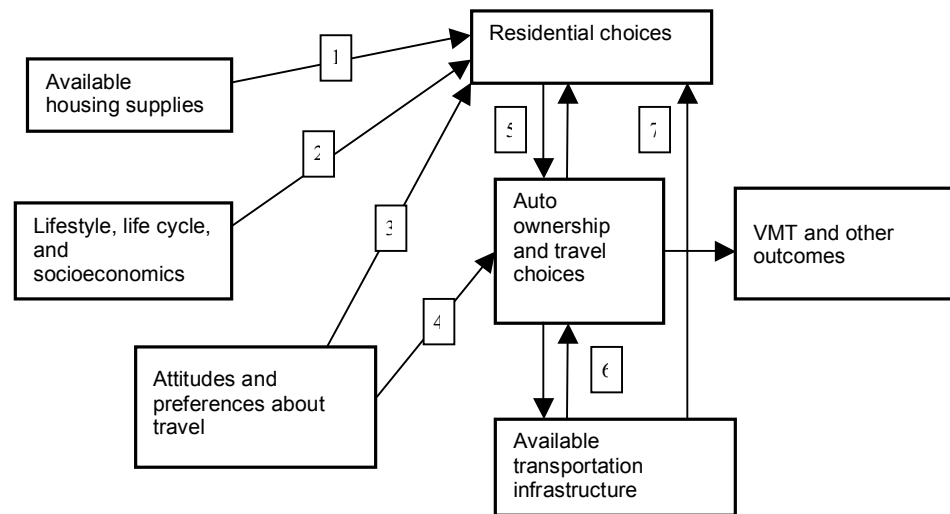 Residential choices
1
Available
housing supplies
2
5
7
Lifestyle, life cycle,
and
socioeconomics
3
Auto
ownership
and travel
choices
VMT and other
outcomes
4
Attitudes and
preferences about
travel
6
Available
transportation
infrastructure